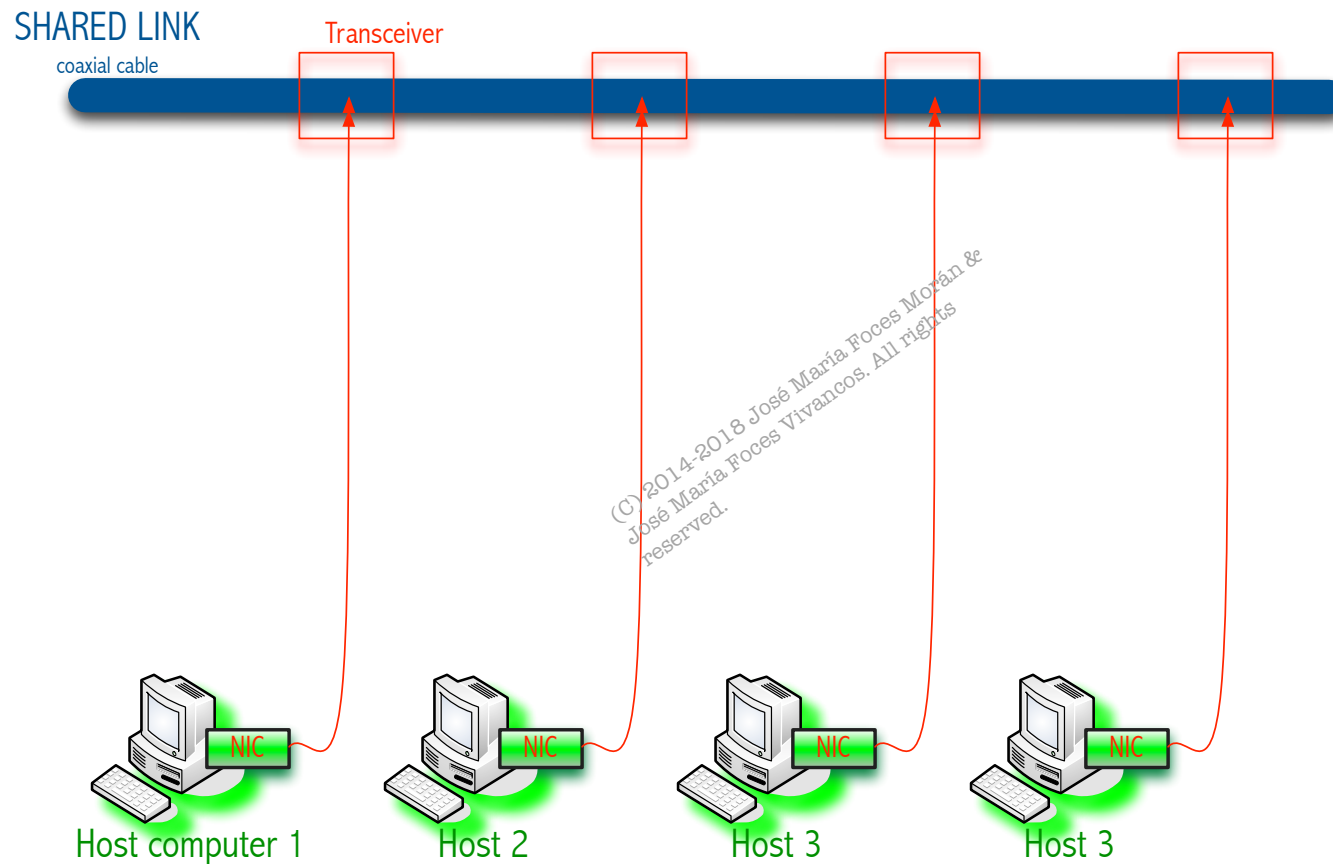 SHARED LINK
coaxial cable
Transceiver
(C) 2014-2018 José María Foces Morán &
José María Foces Vivancos. All rights
reserved.
NIC
NIC
NIC
NIC
Host computer 1
Host 2
Host 3
Host 3